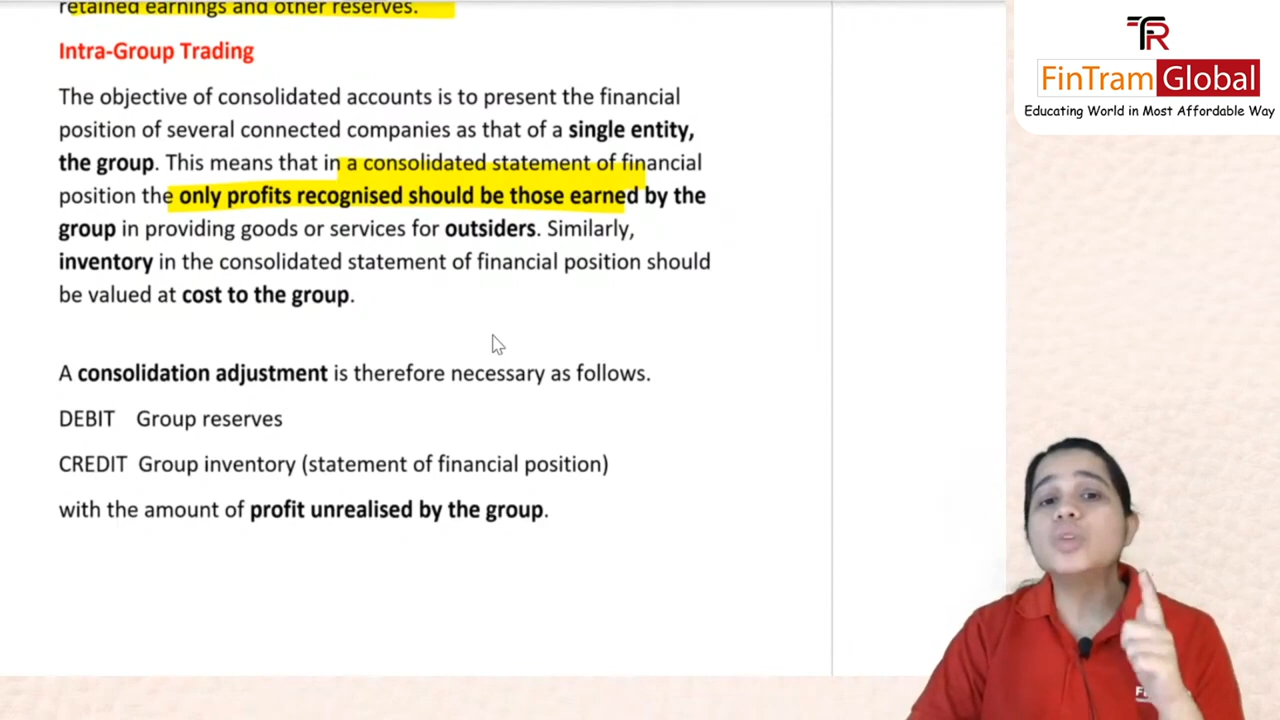 retained earnings and other reserves.
Intra-Group Trading
The objective of consolidated accounts is to present the financial
position of several connected companies as that of a single entity,
the group. This means that in a consolidated statement of financial
position the only profits recognised should be those earned by the
group in providing goods or services for outsiders. Similarly,
inventory in the consolidated statement of financial position should
be valued at cost to the group.
A consolidation adjustment is therefore necessary as follows.
DEBIT Group reserves
CREDIT Group inventory (statement of financial position)
with the amount of profit unrealised by the group.
TR
FinTram Global
Educating World in Most Affordable Way